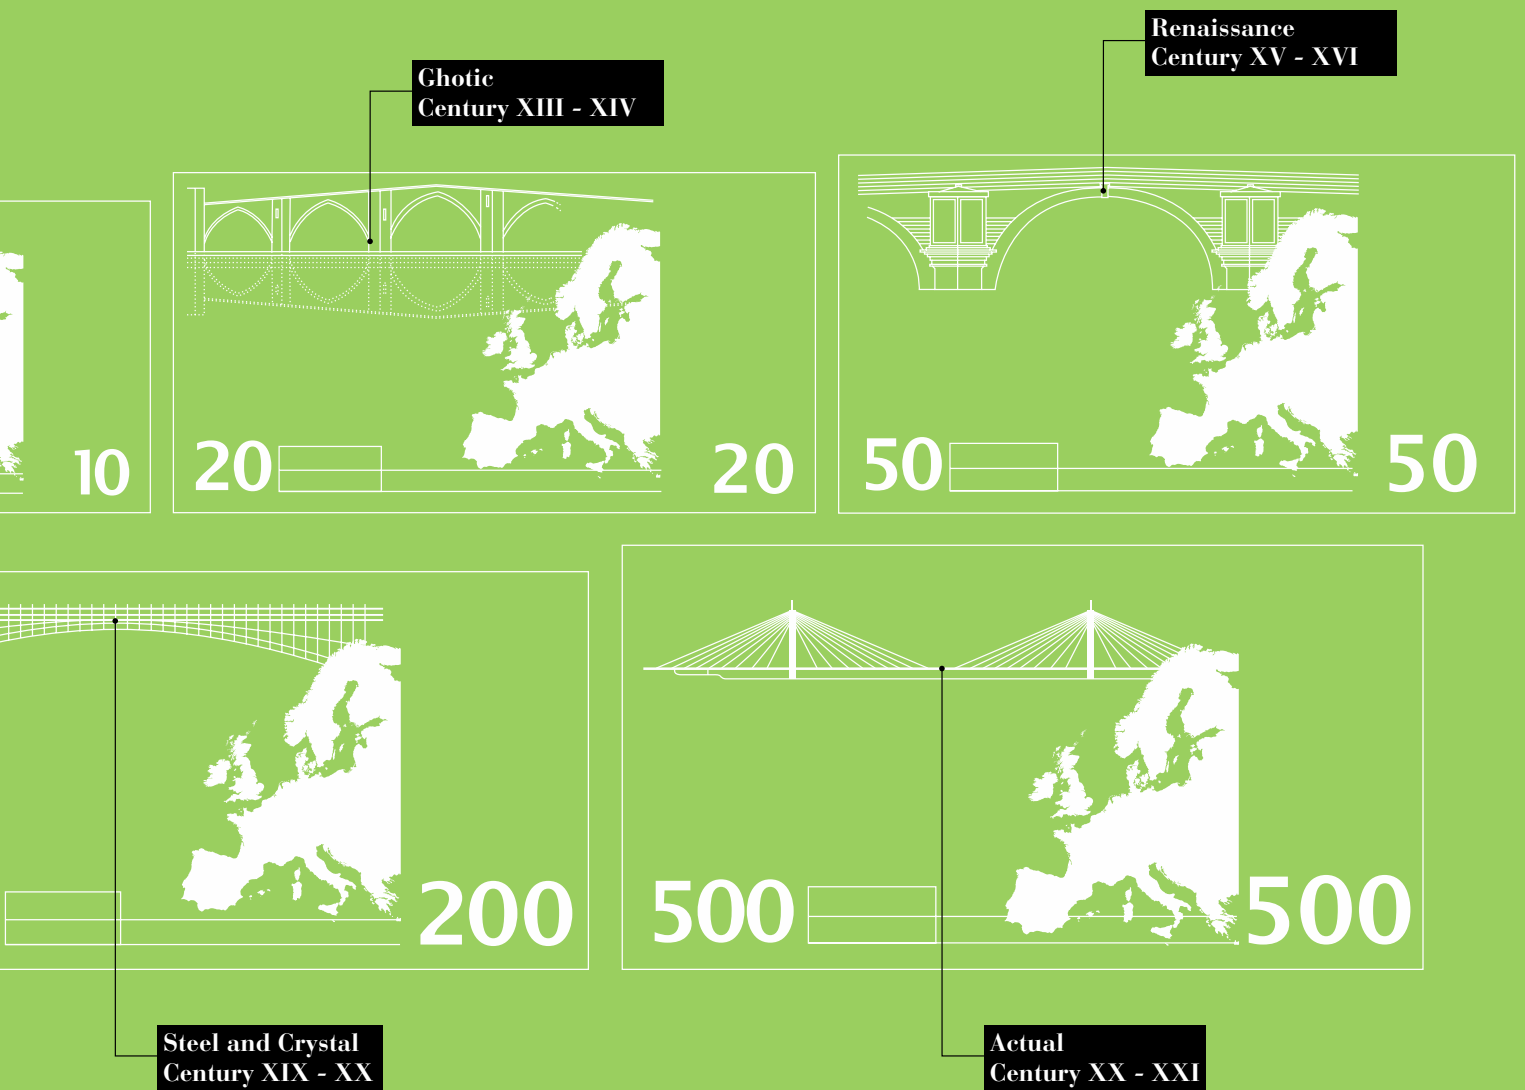 Renaissance
Century XV - XVI
Ghotic
Century XIII - XIV
10
20
20
50
50
200
500
500
Steel and Crystal
Century XIX - XX
Actual
Century XX - XXI